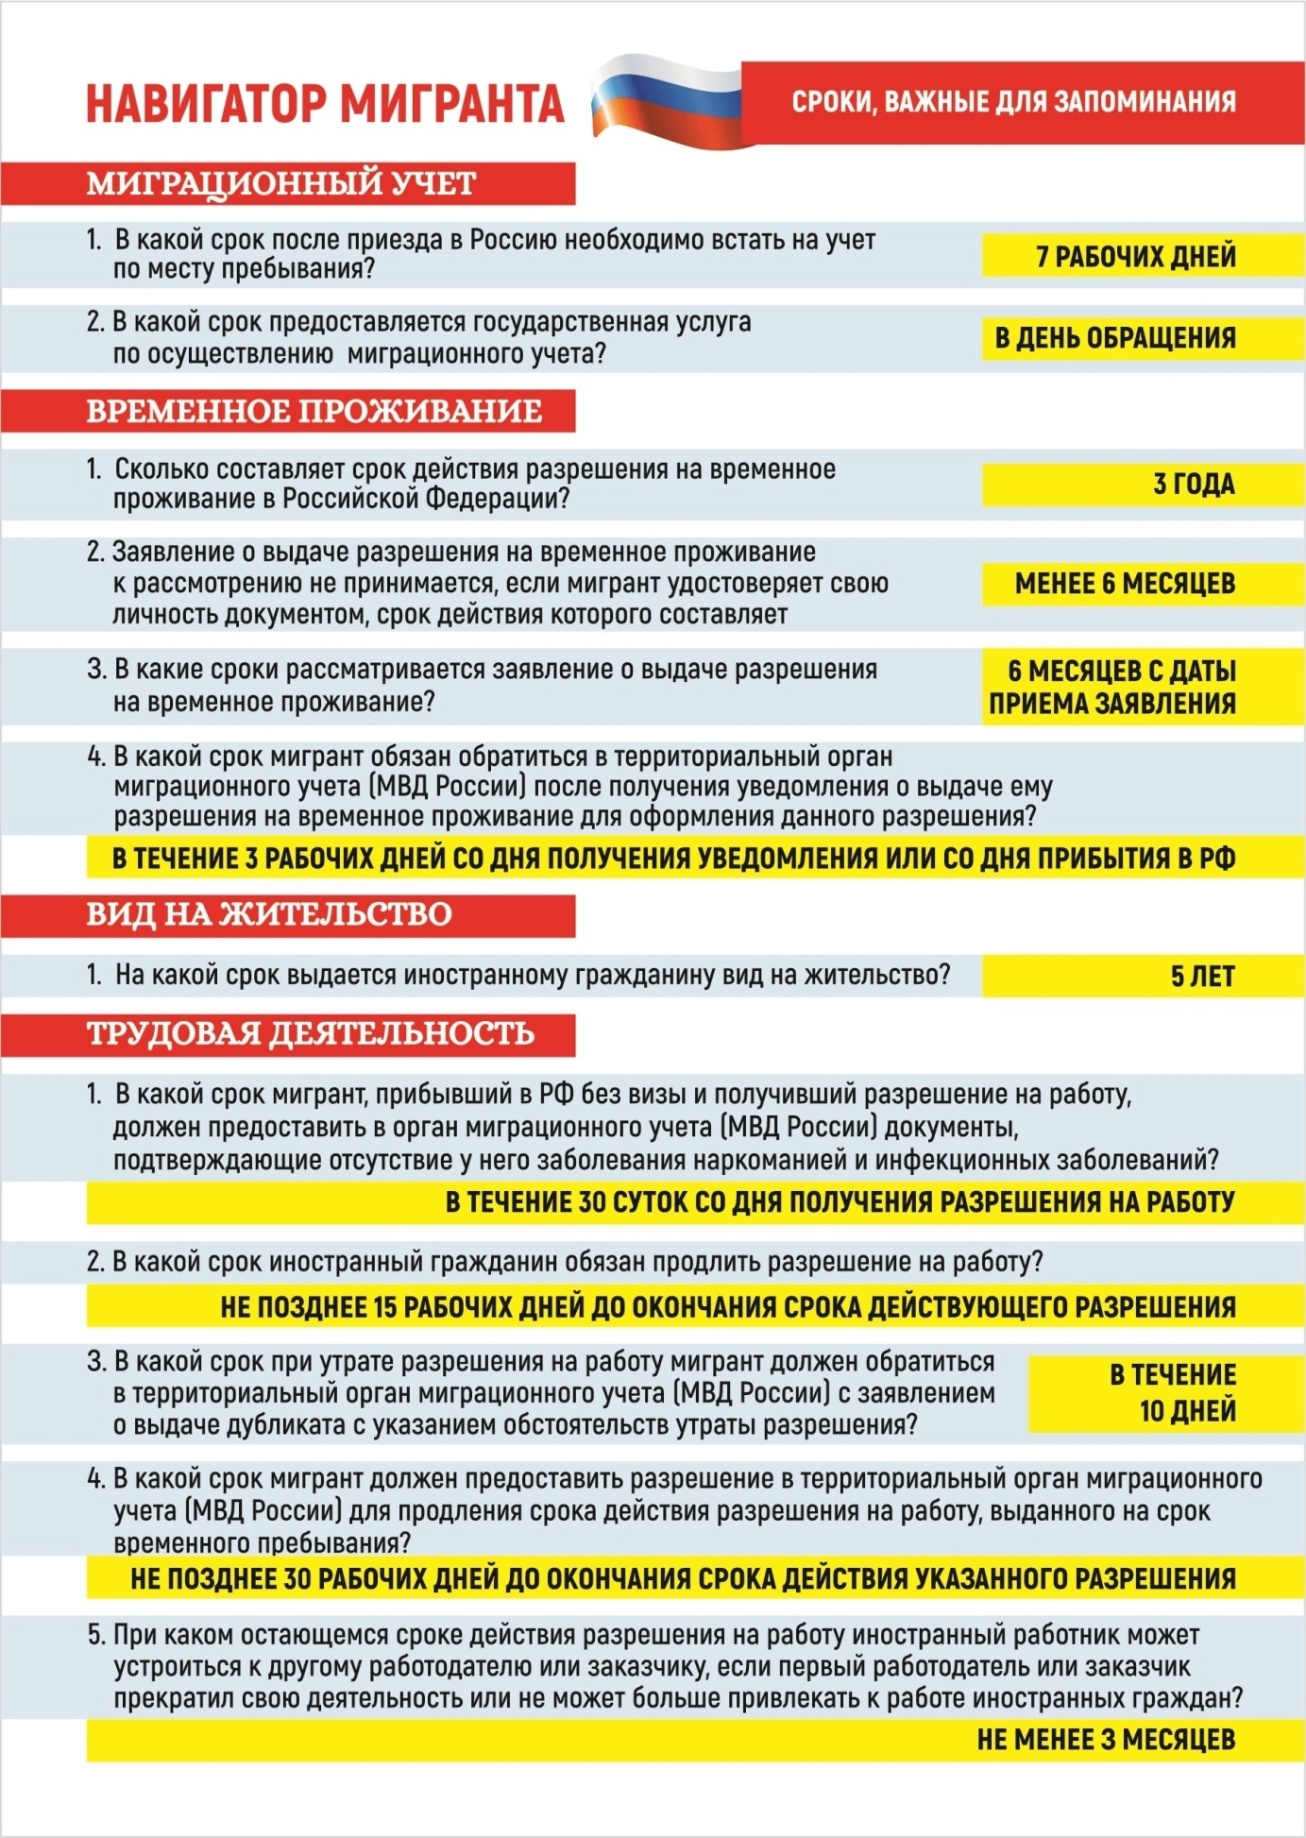 НАВИГАТОР МИГРАНТА
СРОКИ, ВАЖНЫЕ ДЛЯ ЗАПОМИНАНИЯ
МИГРАЦИОННЫЙ УЧЕТ
1. В какой срок после приезда в Россию необходимо встать на учет
по месту пребывания?
7 РАБОЧИХ ДНЕЙ
2. В какой срок предоставляется государственная услуга
по осуществлению миграционного учета?
В ДЕНЬ ОБРАЩЕНИЯ
ВРЕМЕННОЕ ПРОЖИВАНИЕ
1. Сколько составляет срок действия разрешения на временное
проживание в Российской Федерации?
3 ГОДА
2. Заявление о выдаче разрешения на временное проживание
к рассмотрению не принимается, если мигрант удостоверяет свою
личность документом, срок действия которого составляет
МЕНЕЕ 6 МЕСЯЦЕВ
3. В какие сроки рассматривается заявление о выдаче разрешения
на временное проживание?
6 МЕСЯЦЕВ С ДАТЫ
ПРИЕМА ЗАЯВЛЕНИЯ
4. В какой срок мигрант обязан обратиться в территориальный орган
миграционного учета (МВД России) после получения уведомления о выдаче ему
разрешения на временное проживание для оформления данного разрешения?
В ТЕЧЕНИЕ 3 РАБОЧИХ ДНЕЙ СО ДНЯ ПОЛУЧЕНИЯ УВЕДОМЛЕНИЯ ИЛИ СО ДНЯ ПРИБЫТИЯ В РФ
ВИД НА ЖИТЕЛЬСТВО
1. На какой срок выдается иностранному гражданину вид на жительство?
5 ЛЕТ
ТРУДОВАЯ ДЕЯТЕЛЬНОСТЬ
1. В какой срок мигрант, прибывший в РФ без визы и получивший разрешение на работу,
должен предоставить в орган миграционного учета (МВД России) документы,
подтверждающие отсутствие у него заболевания наркоманией и инфекционных заболеваний?
В ТЕЧЕНИЕ 30 СУТОК СО ДНЯ ПОЛУЧЕНИЯ РАЗРЕШЕНИЯ НА РАБОТУ
2. В какой срок иностранный гражданин обязан продлить разрешение на работу?
НЕ ПОЗДНЕЕ 15 РАБОЧИХ ДНЕЙ ДО ОКОНЧАНИЯ СРОКА ДЕЙСТВУЮЩЕГО РАЗРЕШЕНИЯ
3. В какой срок при утрате разрешения на работу мигрант должен обратиться
в территориальный орган миграционного учета (МВД России) с заявлением
о выдаче дубликата с указанием обстоятельств утраты разрешения?
В ТЕЧЕНИЕ
10 ДНЕЙ
4. В какой срок мигрант должен предоставить разрешение в территориальный орган миграционного
учета (МВД России) для продления срока действия разрешения на работу, выданного на срок
временного пребывания?
НЕ ПОЗДНЕЕ 30 РАБОЧИХ ДНЕЙ ДО ОКОНЧАНИЯ СРОКА ДЕЙСТВИЯ УКАЗАННОГО РАЗРЕШЕНИЯ
5. При каком остающемся сроке действия разрешения на работу иностранный работник может
устроиться к другому работодателю или заказчику, если первый работодатель или заказчик
прекратил свою деятельность или не может больше привлекать к работе иностранных граждан?
НЕ МЕНЕЕ 3 МЕСЯЦЕВ